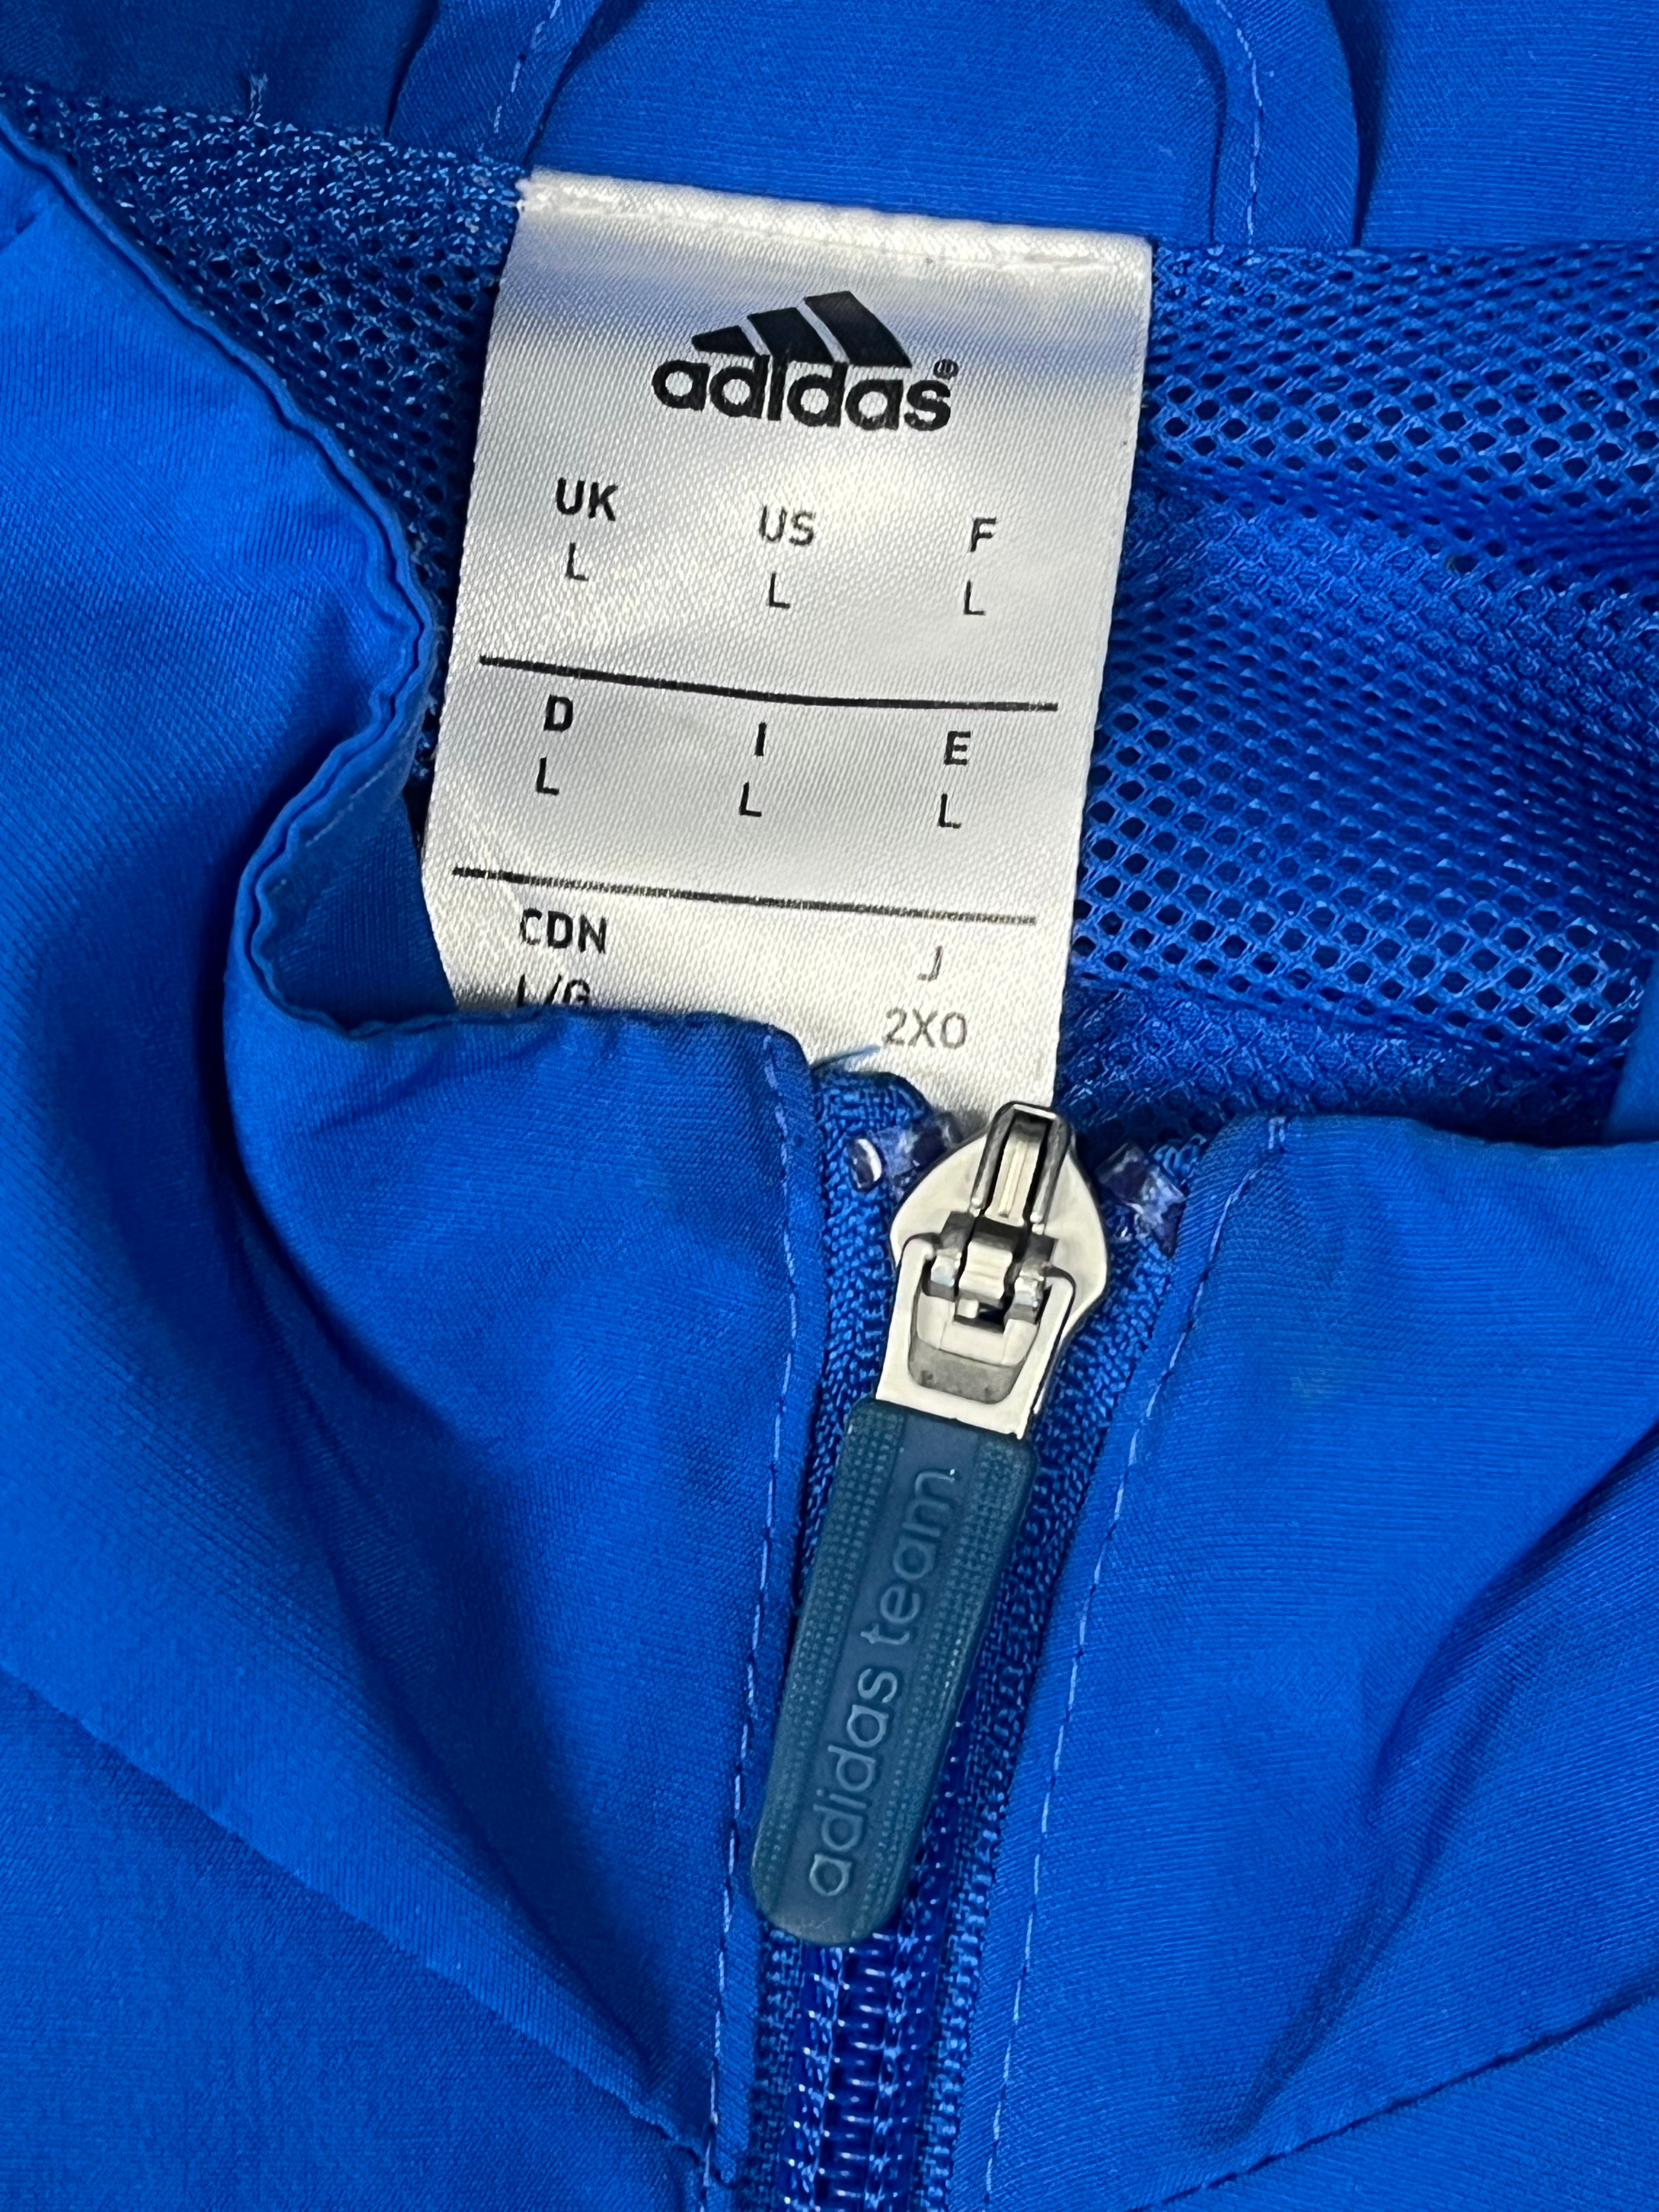 adidas®
UK US F
L L L
D I E
L L L
CDN J
L/G 2XO
adidas team